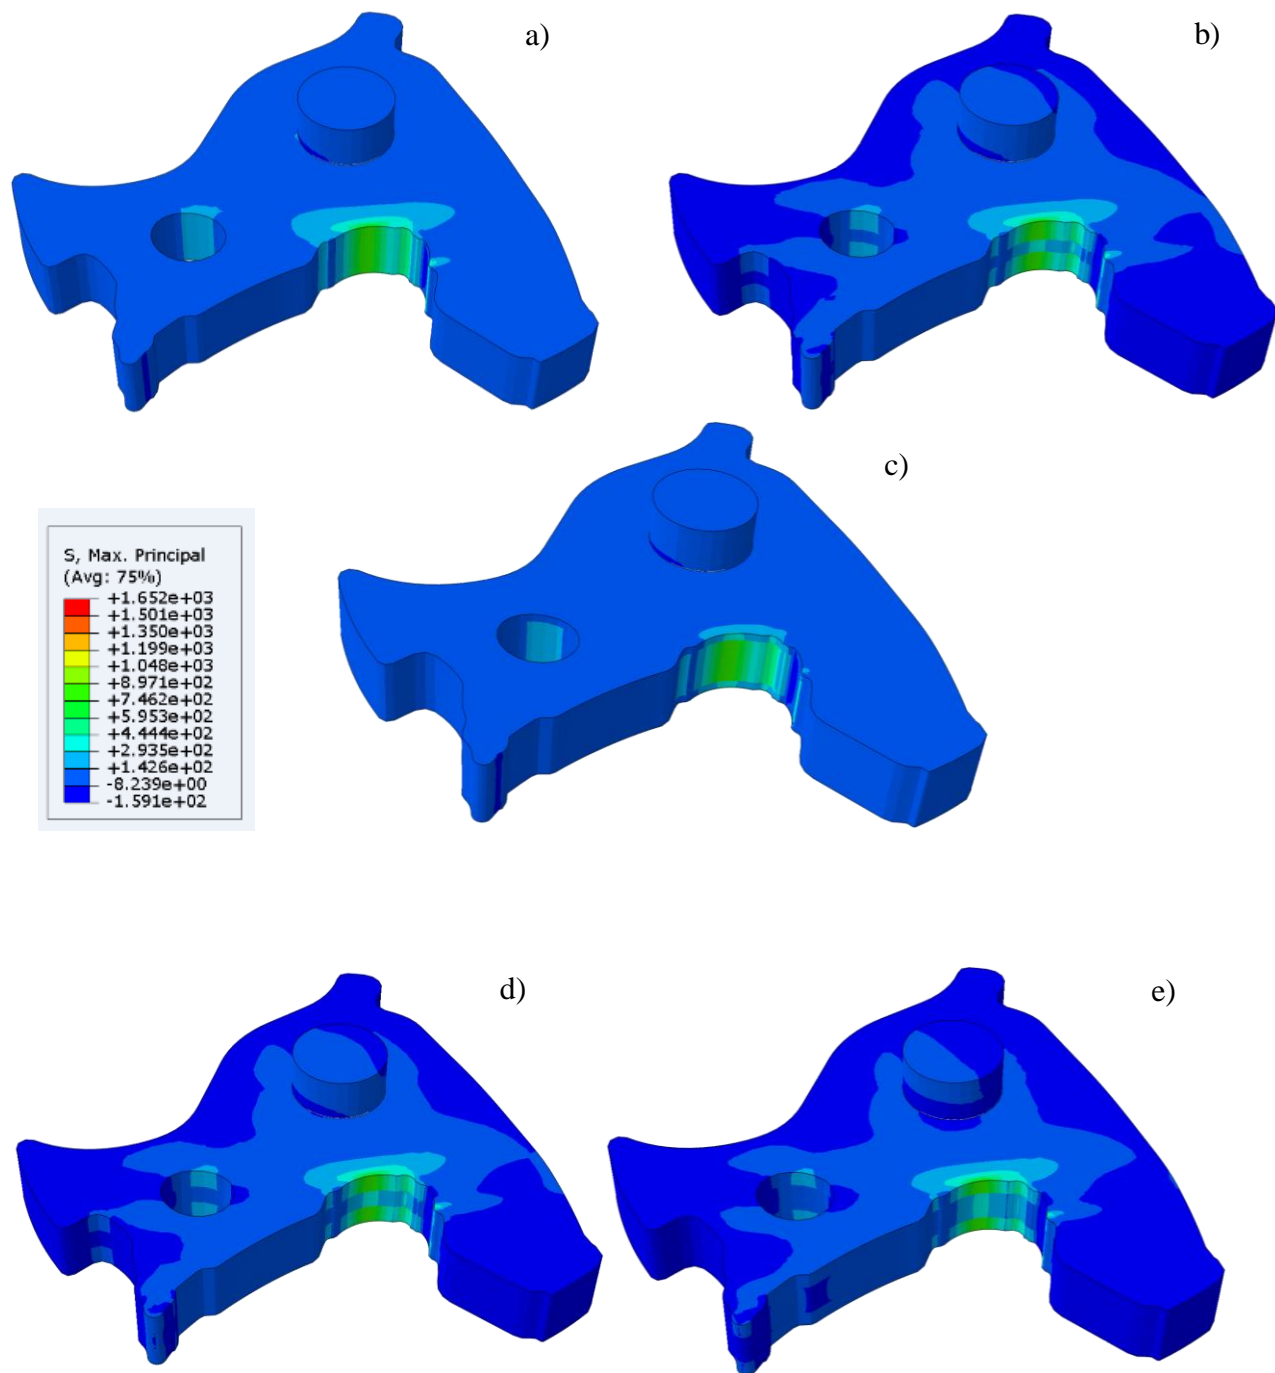 a)
b)
c)
S, Max. Principal
(Avg: 75%)
+1.652e+03
+1.501e+03
+1.350e+03
+1.199e+03
+1.048e+03
+8.971e+02
+7.462e+02
+5.953e+02
+4.444e+02
+2.935e+02
+1.426e+02
-8.239e+00
-1.591e+02
d)
e)